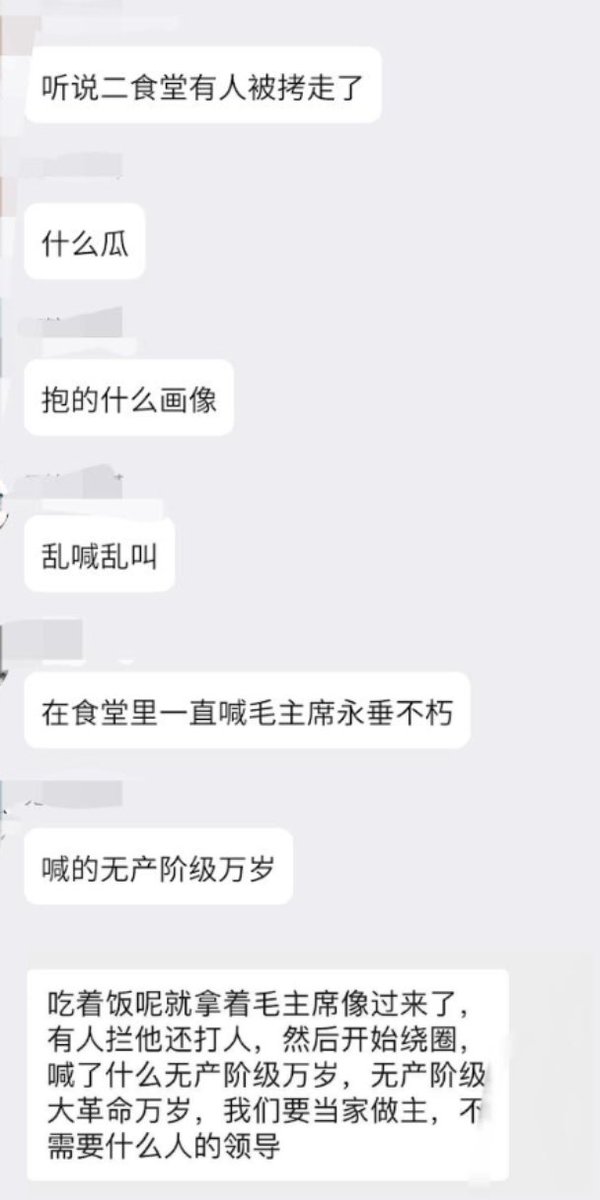 听说二食堂有人被拷走了
什么瓜
抱的什么画像
乱喊乱叫
在食堂里一直喊毛主席永垂不朽
喊的无产阶级万岁
吃着饭呢就拿着毛主席像过来了，
有人拦他还打人，然后开始绕圈，
喊了什么无产阶级万岁，无产阶级
大革命万岁，我们要当家做主，不
需要什么人的领导